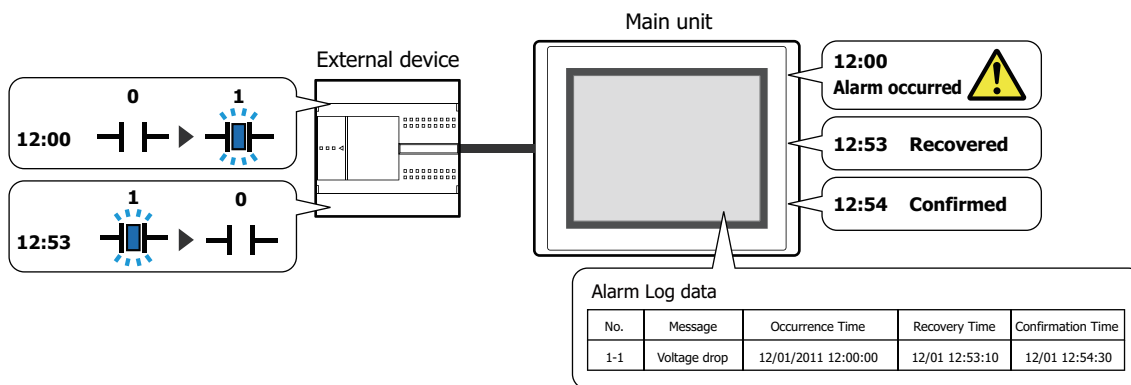 Main unit
External device
0 1
12:00
1 0
12:53
12:00
Alarm occurred
12:53 Recovered
12:54 Confirmed
Alarm Log data
No. Message Occurrence Time Recovery Time Confirmation Time
1-1 Voltage drop 12/01/2011 12:00:00 12/01 12:53:10 12/01 12:54:30